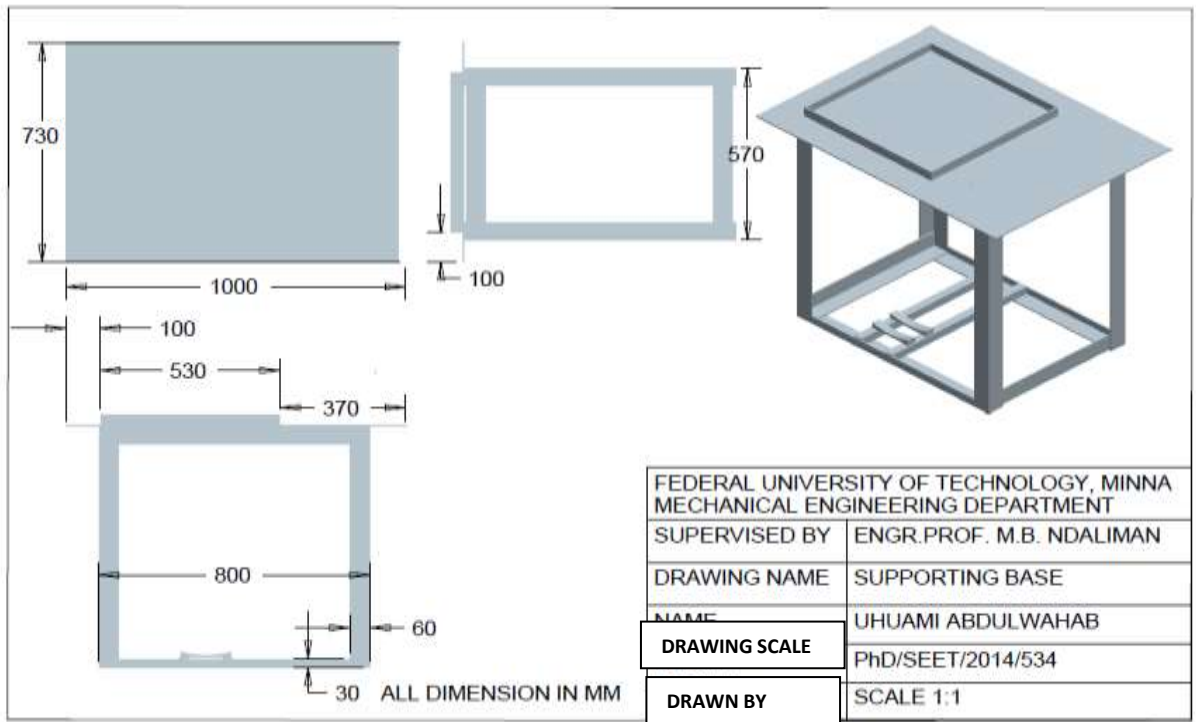 730
1000
570
100
100
530
370
800
60
30 ALL DIMENSION IN MM
FEDERAL UNIVERSITY OF TECHNOLOGY, MINNA
MECHANICAL ENGINEERING DEPARTMENT
SUPERVISED BY ENGR.PROF. M.B. NDALIMAN
DRAWING NAME SUPPORTING BASE
NAME UHUAMI ABDULWAHAB
DRAWING SCALE PhD/SEET/2014/534
DRAWN BY SCALE 1:1